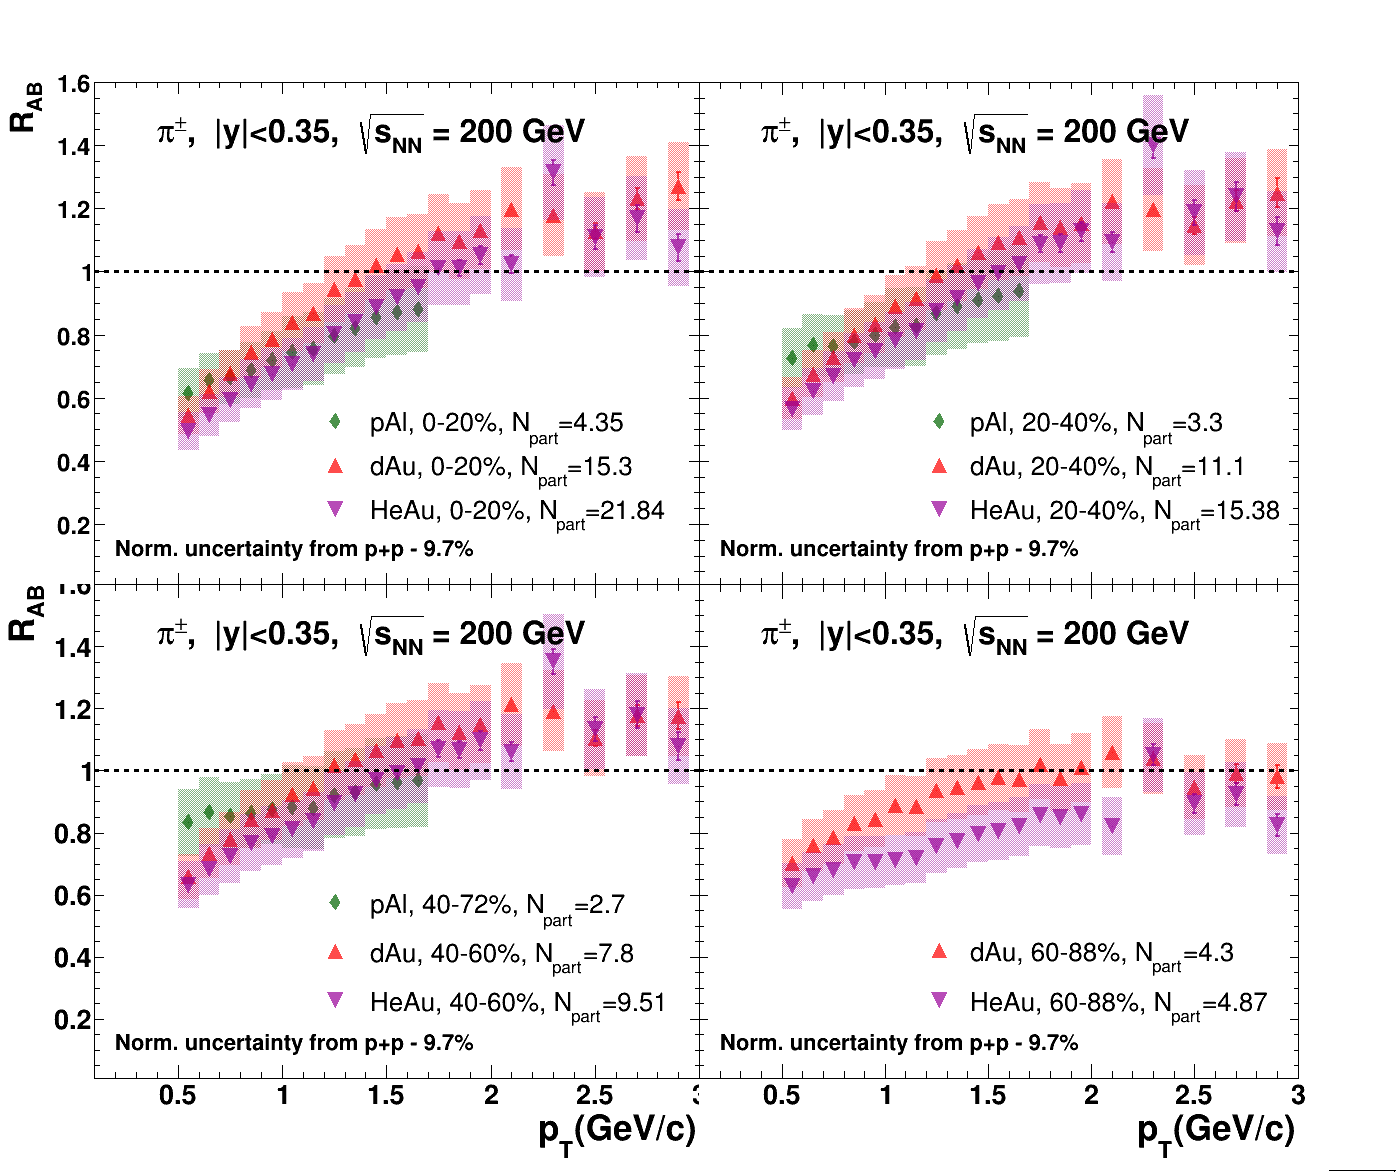 R_AB
1.6
1.4
1.2
1
0.8
0.6
0.4
0.2
π±, |y|<0.35, √s_NN = 200 GeV
pAl, 0-20%, N_part=4.35
dAu, 0-20%, N_part=15.3
HeAu, 0-20%, N_part=21.84
Norm. uncertainty from p+p - 9.7%
π±, |y|<0.35, √s_NN = 200 GeV
pAl, 20-40%, N_part=3.3
dAu, 20-40%, N_part=11.1
HeAu, 20-40%, N_part=15.38
Norm. uncertainty from p+p - 9.7%
R_AB
1.6
1.4
1.2
1
0.8
0.6
0.4
0.2
π±, |y|<0.35, √s_NN = 200 GeV
pAl, 40-72%, N_part=2.7
dAu, 40-60%, N_part=7.8
HeAu, 40-60%, N_part=9.51
Norm. uncertainty from p+p - 9.7%
0.5 1 1.5 2 2.5
p_T(GeV/c)
π±, |y|<0.35, √s_NN = 200 GeV
dAu, 60-88%, N_part=4.3
HeAu, 60-88%, N_part=4.87
Norm. uncertainty from p+p - 9.7%
0.5 1 1.5 2 2.5 3
p_T(GeV/c)